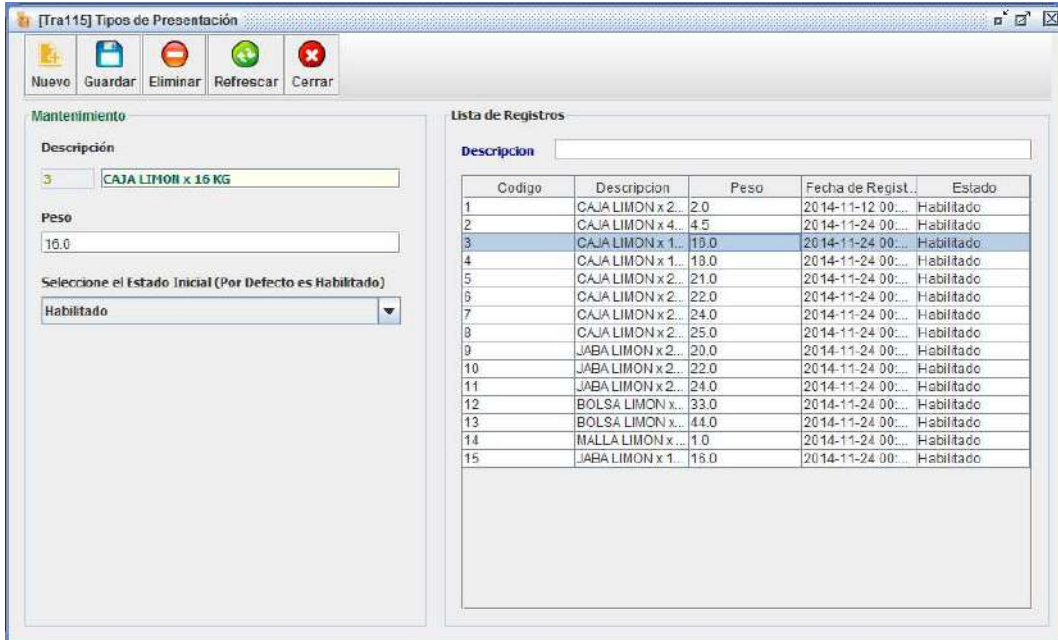 [Tra115] Tipos de Presentación
Nuevo Guardar Eliminar Refrescar Cerrar
Mantenimiento
Descripción
3 CAJA LIMON x 16 KG
Peso
16.0
Seleccione el Estado Inicial (Por Defecto es Habilitado)
Habilitado
Lista de Registros
Descripcion
Codigo Descripcion Peso Fecha de Regist.. Estado
1 CAJA LIMON x 2... 2.0 2014-11-12 00:... Habilitado
2 CAJA LIMON x 4... 4.5 2014-11-24 00:... Habilitado
3 CAJA LIMON x 1... 16.0 2014-11-24 00:... Habilitado
4 CAJA LIMON x 1... 18.0 2014-11-24 00:... Habilitado
5 CAJA LIMON x 2... 21.0 2014-11-24 00:... Habilitado
6 CAJA LIMON x 2... 22.0 2014-11-24 00:... Habilitado
7 CAJA LIMON x 2... 24.0 2014-11-24 00:... Habilitado
8 CAJA LIMON x 2... 25.0 2014-11-24 00:... Habilitado
9 JABA LIMON x 2... 20.0 2014-11-24 00:... Habilitado
10 JABA LIMON x 2... 22.0 2014-11-24 00:... Habilitado
11 JABA LIMON x 2... 24.0 2014-11-24 00:... Habilitado
12 BOLSA LIMON x... 33.0 2014-11-24 00:... Habilitado
13 BOLSA LIMON x... 44.0 2014-11-24 00:... Habilitado
14 MALLA LIMON x ... 1.0 2014-11-24 00:... Habilitado
15 JABA LIMON x 1... 16.0 2014-11-24 00:... Habilitado